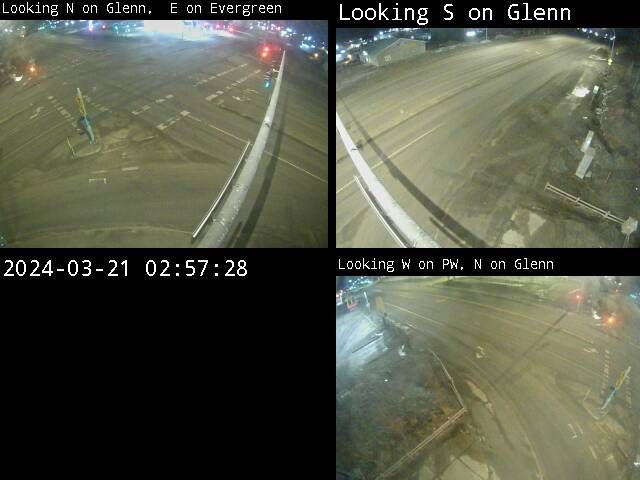 Looking N on Glenn, E on Evergreen
Looking S on Glenn
2024-03-21 02:57:28
Looking W on PW, N on Glenn